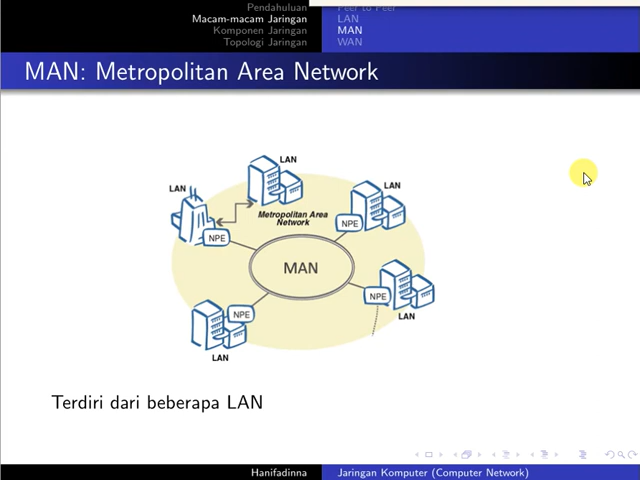 Pendahuluan
Macam-macam Jaringan
Komponen Jaringan
Topologi Jaringan
Peer to Peer
LAN
MAN
WAN
MAN: Metropolitan Area Network
LAN
LAN
LAN
Metropolitan Area
Network
NPE
NPE
MAN
NPE
NPE
LAN
LAN
Terdiri dari beberapa LAN
Hanifadinna
Jaringan Komputer (Computer Network)